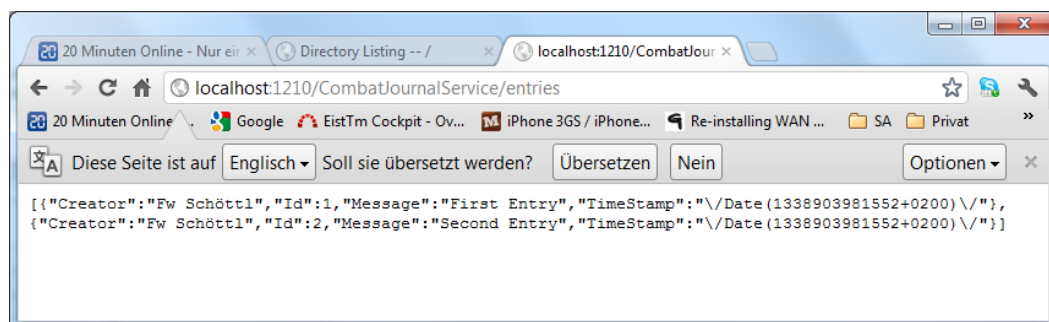 20 Minuten Online - Nur ein
Directory Listing -- /
localhost:1210/CombatJour
localhost:1210/CombatJournalService/entries
20 Minuten Online
Google
EistTm Cockpit - Ov...
iPhone 3GS / iPhone...
Re-installing WAN ...
SA
Privat
»
Diese Seite ist auf Englisch Soll sie übersetzt werden? Übersetzen Nein Optionen
[{"Creator":"Fw Schöttl","Id":1,"Message":"First Entry","TimeStamp":"\/Date(1338903981552+0200)\/"},
{"Creator":"Fw Schöttl","Id":2,"Message":"Second Entry","TimeStamp":"\/Date(1338903981552+0200)\/"}]